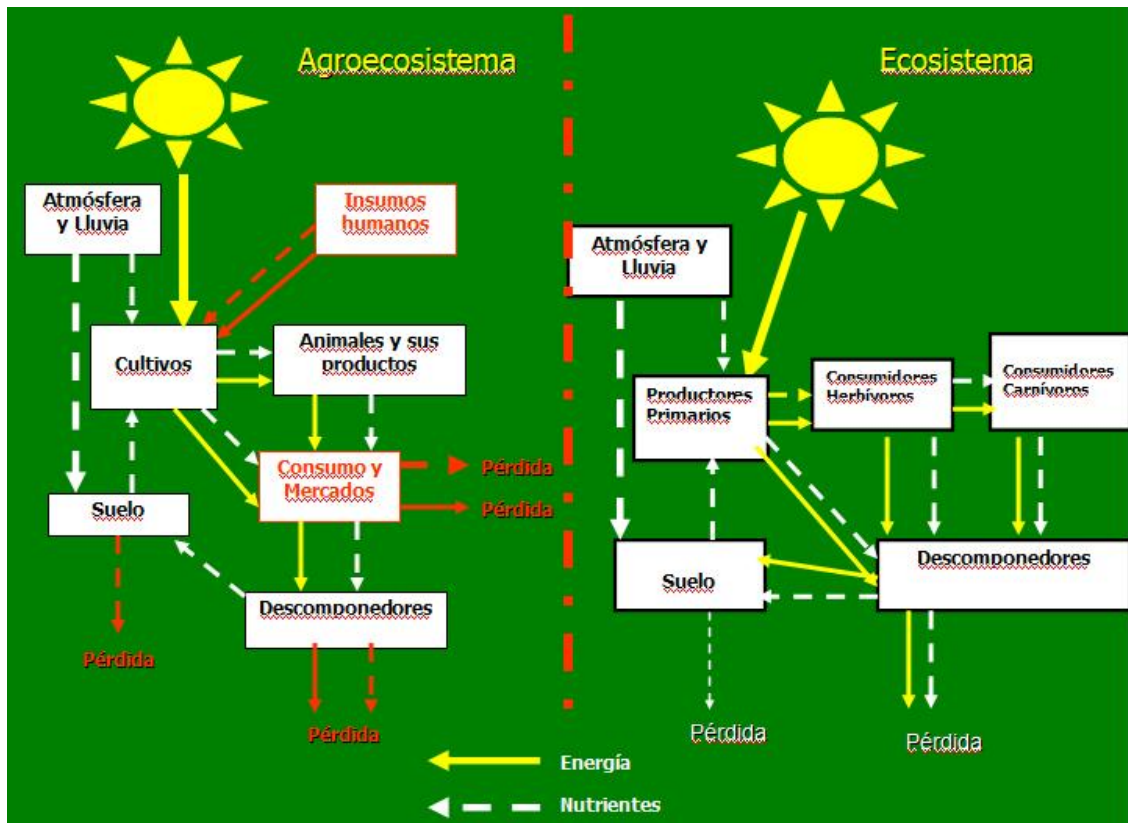 Agroecosistema
Atmósfera
y Lluvia
Insumos
humanos
Cultivos
Animales y sus
productos
Consumo y
Mercados
Pérdida
Pérdida
Suelo
Descomponedores
Pérdida
Pérdida
Ecosistema
Atmósfera y
Lluvia
Productores
Primarios
Consumidores
Herbívoros
Consumidores
Carnívoros
Suelo
Descomponedores
Pérdida
Pérdida
Energía
Nutrientes